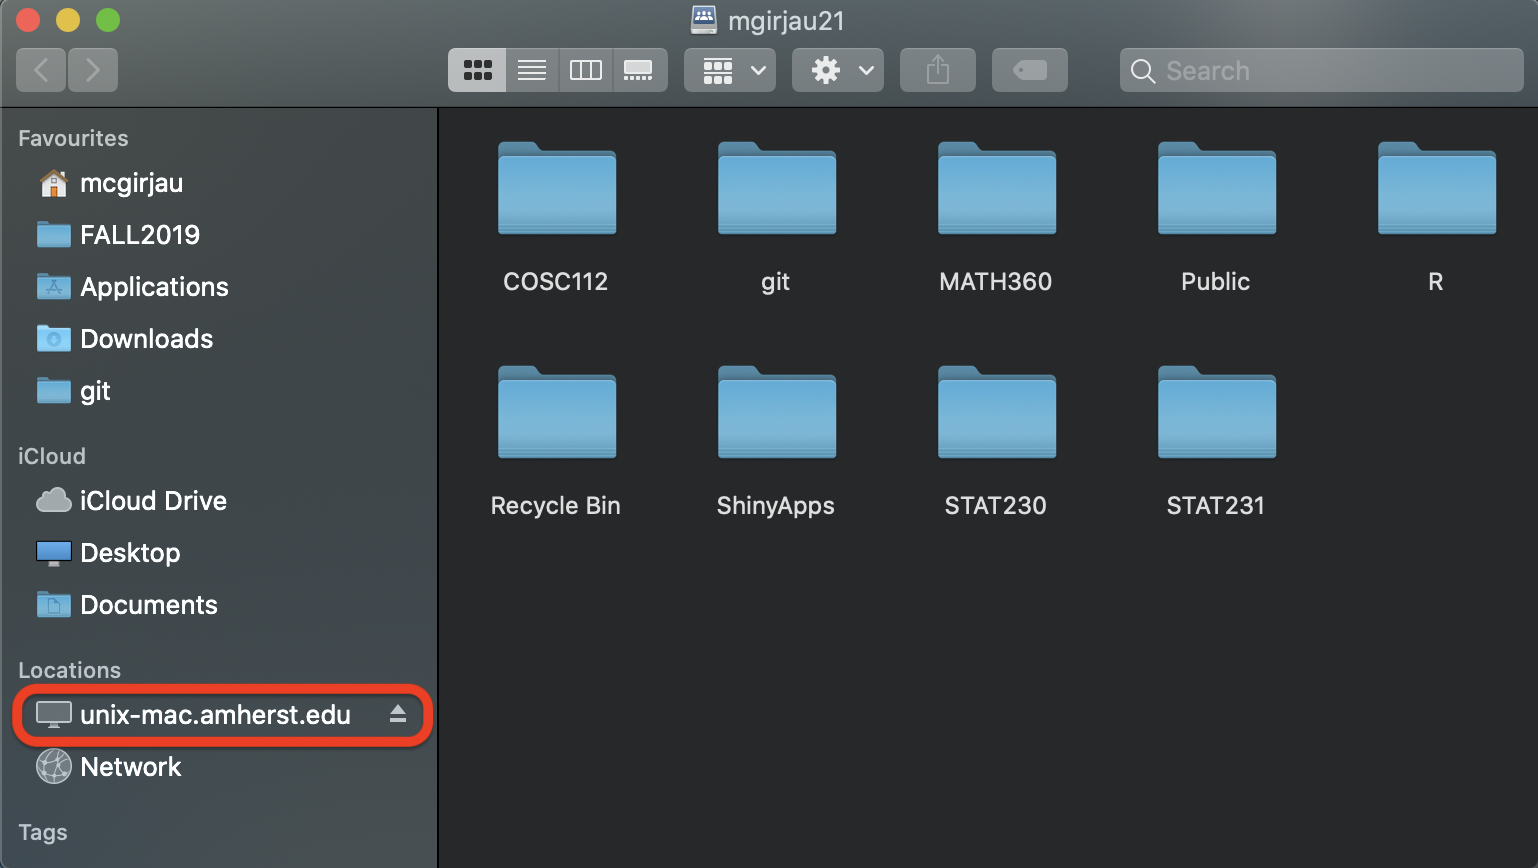 mgirjau21
Search
Favourites
mcgirjau
FALL2019
Applications
Downloads
git
iCloud
iCloud Drive
Desktop
Documents
Locations
unix-mac.amherst.edu
Network
Tags
COSC112 git MATH360 Public R
Recycle Bin ShinyApps STAT230 STAT231